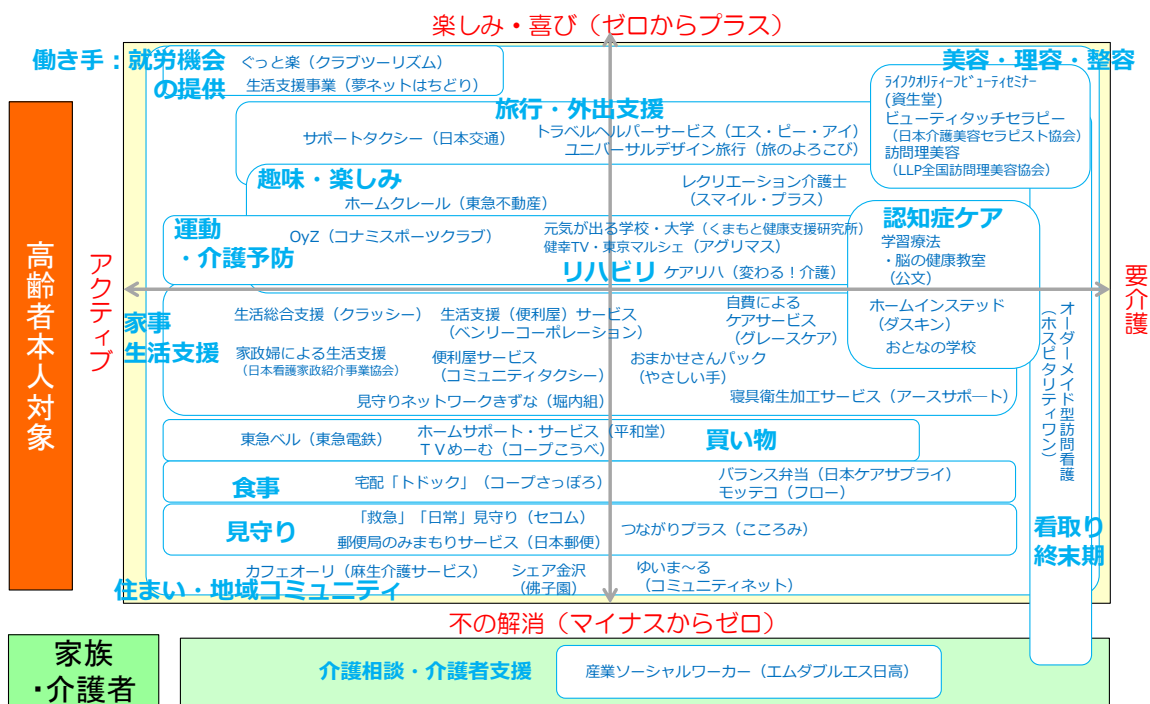 楽しみ・喜び（ゼロからプラス）
働き手：就労機会
の提供
ぐっと楽（クラブツーリズム）
生活支援事業（夢ネットはちどり）
美容・理容・整容
ﾗｲﾌｸｵﾘﾃｨｰﾌﾋﾞｭｰﾃｨｾﾐﾅｰ
(資生堂)
ビューティタッチセラピー
（日本介護美容セラピスト協会）
訪問理美容
（LLP全国訪問理美容協会）
旅行・外出支援
サポートタクシー（日本交通）
トラベルヘルパーサービス（エス・ピー・アイ）
ユニバーサルデザイン旅行（旅のよろこび）
趣味・楽しみ
ホームクレール（東急不動産）
レクリエーション介護士
（スマイル・プラス）
運動
・介護予防
OyZ（コナミスポーツクラブ）
元気が出る学校・大学（くまもと健康支援研究所）
健幸TV・東京マルシェ（アグリマス）
リハビリ
ケアリハ（変わる！介護）
認知症ケア
学習療法
・脳の健康教室
（公文）
ホームインステッド
（ダスキン）
おとなの学校
高齢者本人対象
アクティブ
要介護
家事
生活支援
生活総合支援（クラッシー）
生活支援（便利屋）サービス
（ベンリーコーポレーション）
自費による
ケアサービス
（グレースケア）
家政婦による生活支援
（日本看護家政紹介事業協会）
便利屋サービス
（コミュニティタクシー）
おまかせさんパック
（やさしい手）
見守りネットワークきずな（堀内組）
寝具衛生加工サービス（アースサポート）
オーダーメイド型訪問看護
（ホスピタリティワン）
東急ベル（東急電鉄）
ホームサポート・サービス（平和堂）
ＴＶめーむ（コープこうべ）
買い物
食事
宅配「トドック」（コープさっぽろ）
バランス弁当（日本ケアサプライ）
モッテコ（フロー）
見守り
「救急」「日常」見守り（セコム）
郵便局のみまもりサービス（日本郵便）
つながりプラス（こころみ）
看取り
終末期
カフェオーリ（麻生介護サービス）
シェア金沢
（佛子園）
ゆいま～る
（コミュニティネット）
住まい・地域コミュニティ
不の解消（マイナスからゼロ）
家族
・介護者
介護相談・介護者支援
産業ソーシャルワーカー（エムダブルエス日高）